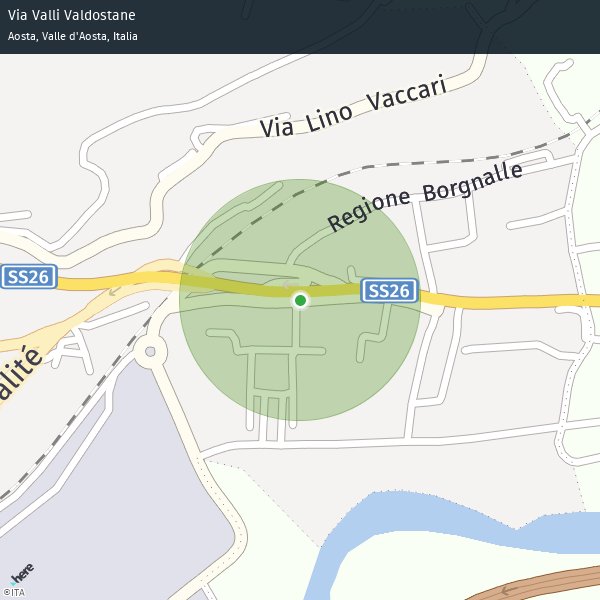 Via Valli Valdostane
Aosta, Valle d'Aosta, Italia
Via Lino Vaccari
Regione Borgnalle
SS26
SS26
alité
here
©ITA